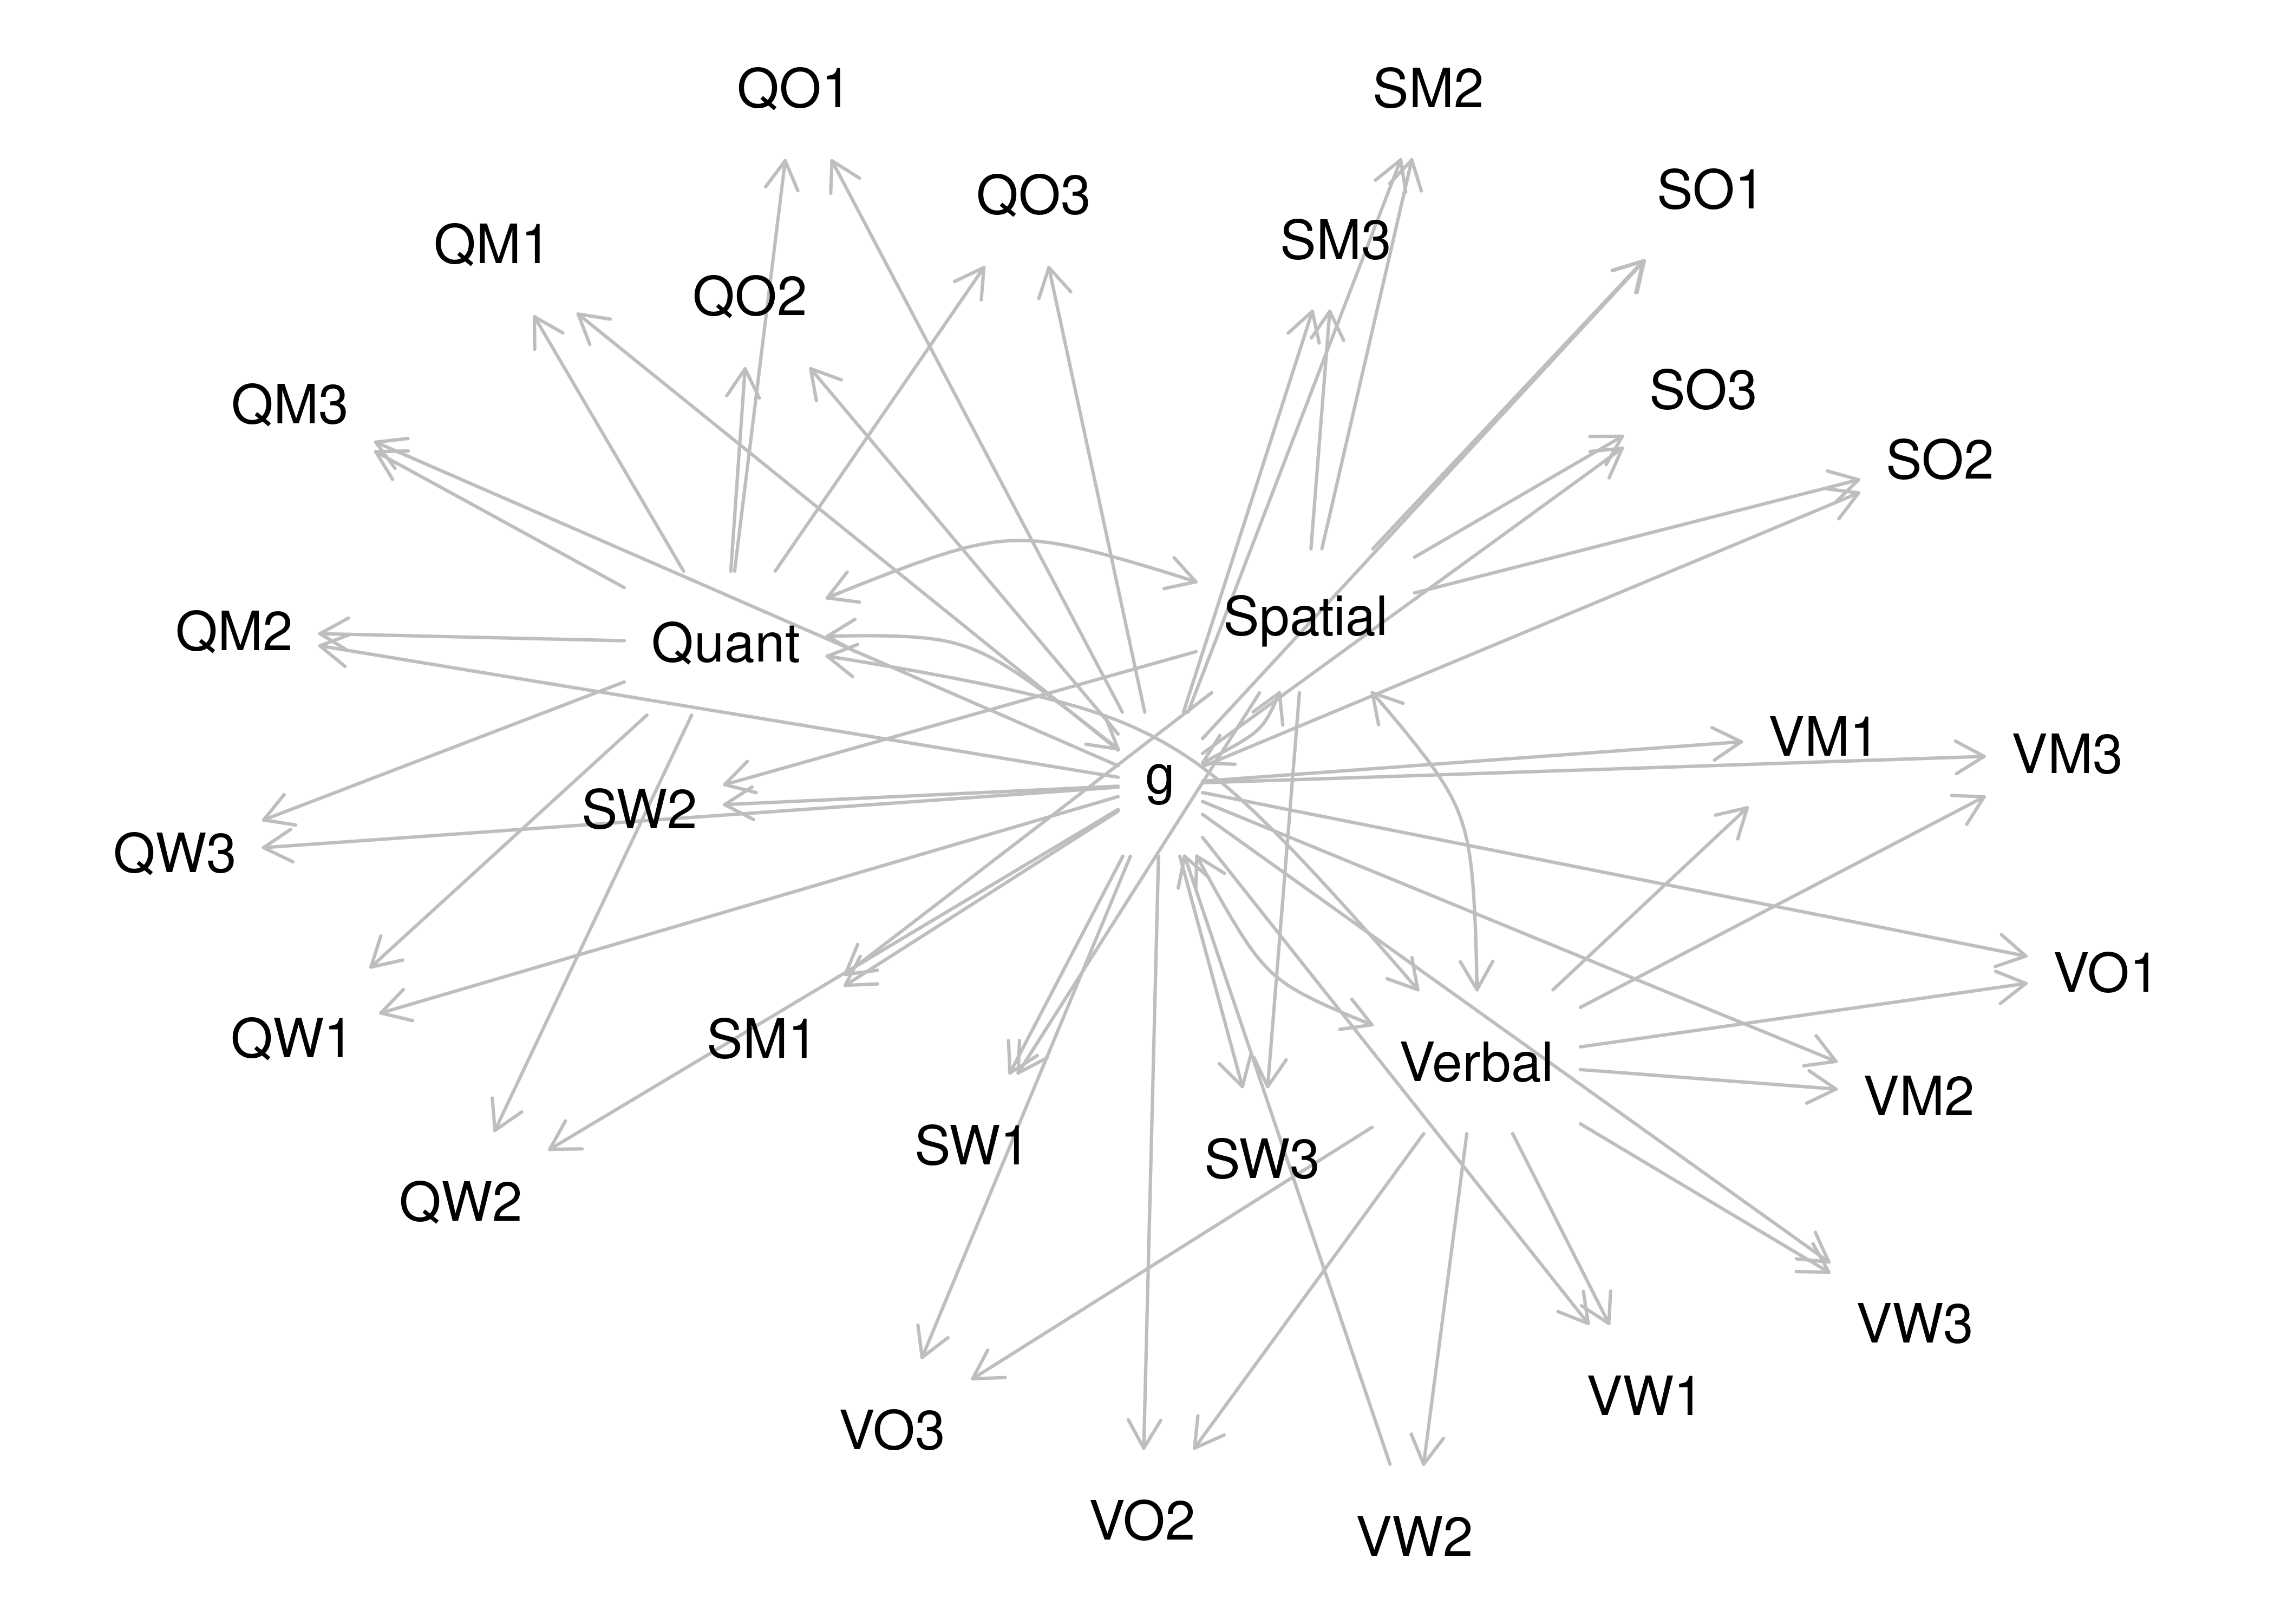 QO1
SM2
SO1
QO3
QM1
SM3
QO2
SO3
QM3
SO2
Spatial
QM2
Quant
VM1
VM3
g
SW2
QW3
VO1
QW1
SM1
Verbal
VM2
SW1
SW3
QW2
VW3
VW1
VO3
VO2
VW2